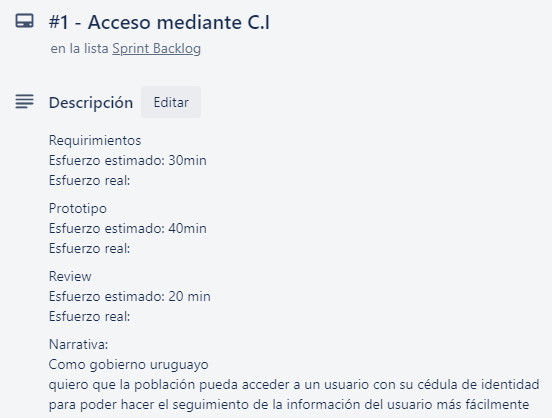 #1 - Acceso mediante C.I
en la lista Sprint Backlog
Descripción Editar
Requirimientos
Esfuerzo estimado: 30min
Esfuerzo real:
Prototipo
Esfuerzo estimado: 40min
Esfuerzo real:
Review
Esfuerzo estimado: 20 min
Esfuerzo real:
Narrativa:
Como gobierno uruguayo
quiero que la población pueda acceder a un usuario con su cédula de identidad
para poder hacer el seguimiento de la información del usuario más fácilmente